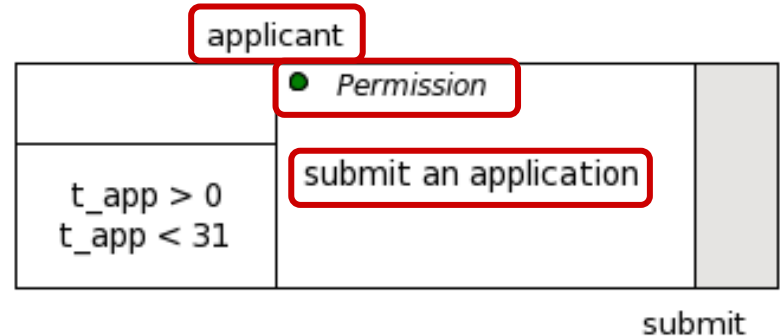 applicant
Permission
submit an application
t_app > 0
t_app < 31
submit